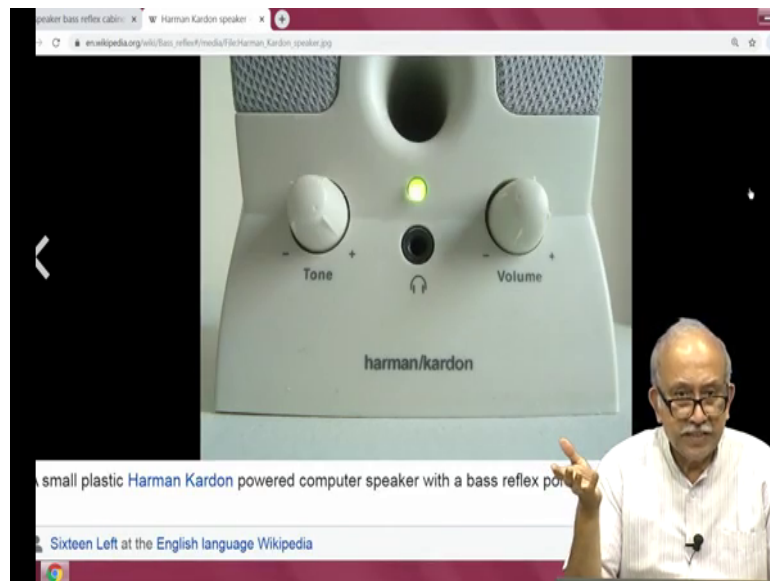 speaker bass reflex cabin
W Harman Kardon speaker
en.wikipedia.org/wiki/Bass_reflex#/media/File:Harman_Kardon_speaker.jpg
- +
Tone
- +
Volume
harman/kardon
A small plastic Harman Kardon powered computer speaker with a bass reflex por
Sixteen Left at the English language Wikipedia